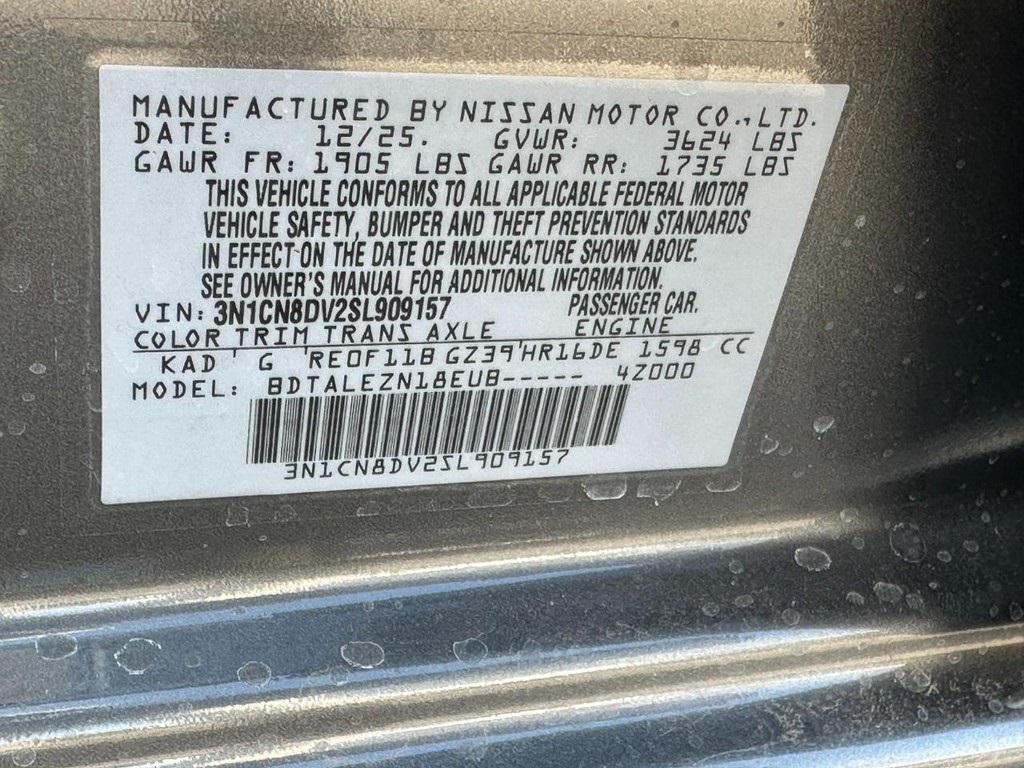 MANUFACTURED BY NISSAN MOTOR CO.,LTD.
DATE: 12/25. GVWR: 3624 LBS
GAWR FR: 1905 LBS GAWR RR: 1735 LBS
THIS VEHICLE CONFORMS TO ALL APPLICABLE FEDERAL MOTOR
VEHICLE SAFETY, BUMPER AND THEFT PREVENTION STANDARDS
IN EFFECT ON THE DATE OF MANUFACTURE SHOWN ABOVE.
SEE OWNER'S MANUAL FOR ADDITIONAL INFORMATION.
VIN: 3N1CN8DV2SL909157 PASSENGER CAR.
COLOR TRIM TRANS AXLE ENGINE
KAD ' G 'RE0F11B GZ39'HR16DE 1598 CC
MODEL: BDTALEZN18EUB----- 4Z000
3N1CN8DV2SL909157